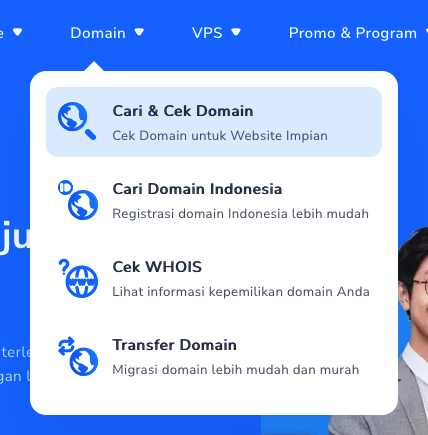 Domain
VPS
Promo & Program
Cari & Cek Domain
Cek Domain untuk Website Impian
Cari Domain Indonesia
Registrasi domain Indonesia lebih mudah
Cek WHOIS
Lihat informasi kepemilikan domain Anda
Transfer Domain
Migrasi domain lebih mudah dan murah